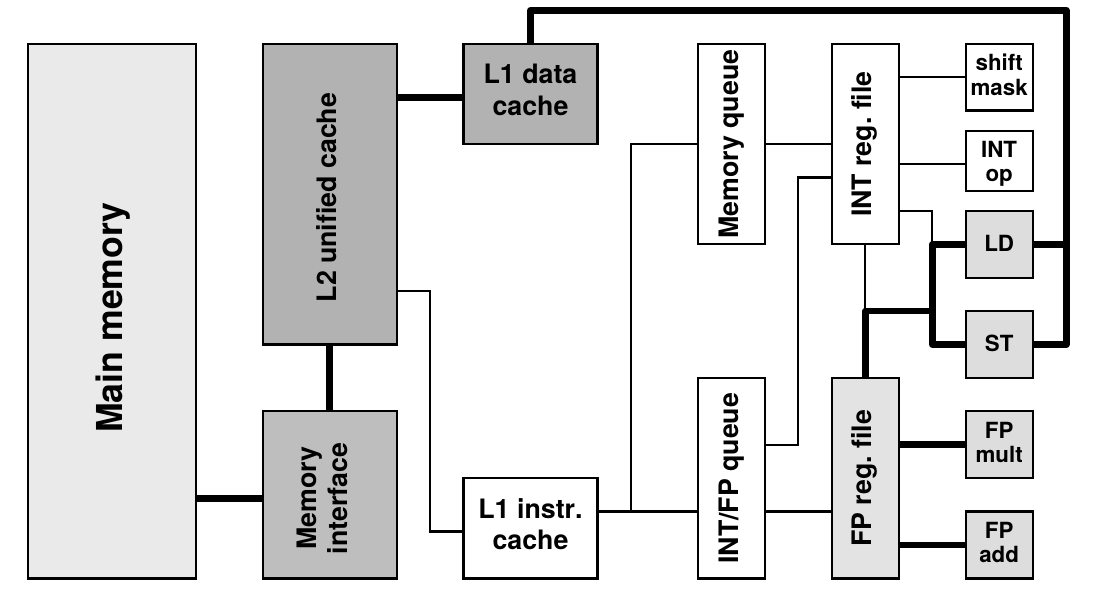 Main memory
L2 unified cache
Memory
interface
L1 data
cache
L1 instr.
cache
Memory queue
INT/FP queue
INT reg. file
FP reg. file
shift
mask
INT
op
LD
ST
FP
mult
FP
add